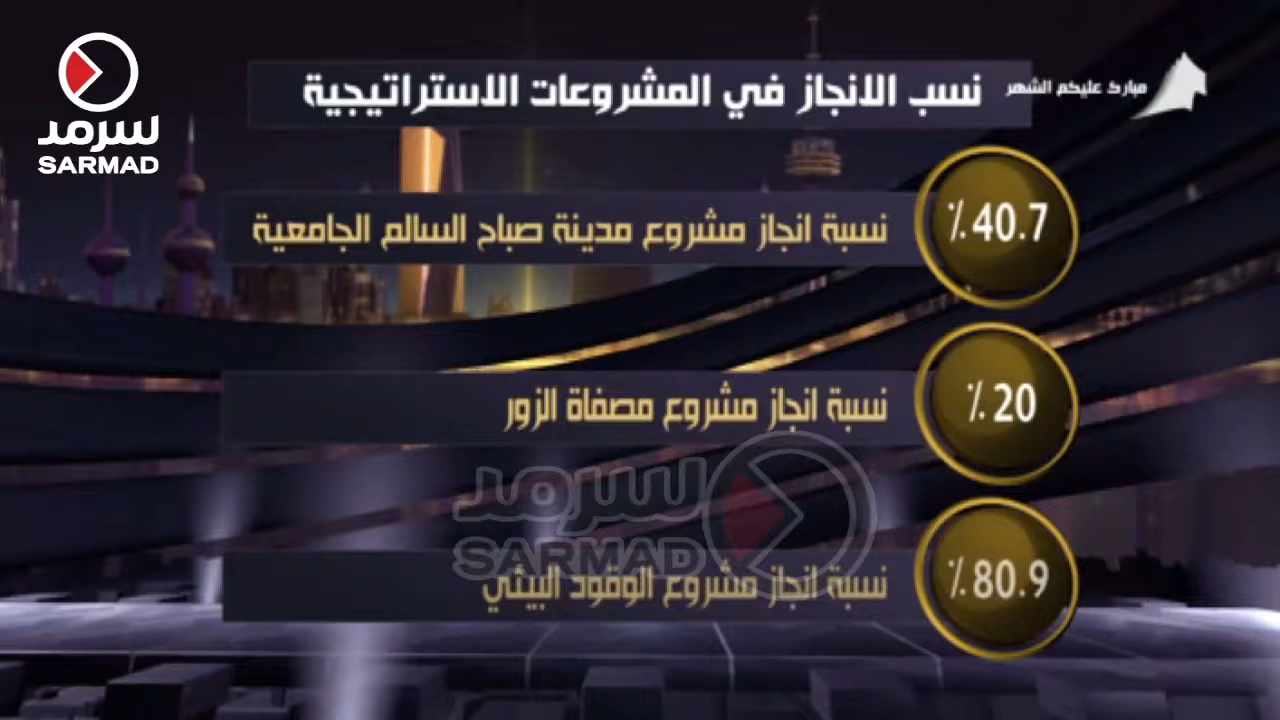 سرمد
SARMAD
مبارك عليكم الشهر
نسب الانجاز في المشروعات الاستراتيجية
٪40.7
نسبة انجاز مشروع مدينة صباح السالم الجامعية
٪20
نسبة انجاز مشروع مصفاة الزور
سرمد
SARMAD
٪80.9
نسبة انجاز مشروع الوقود البيئي